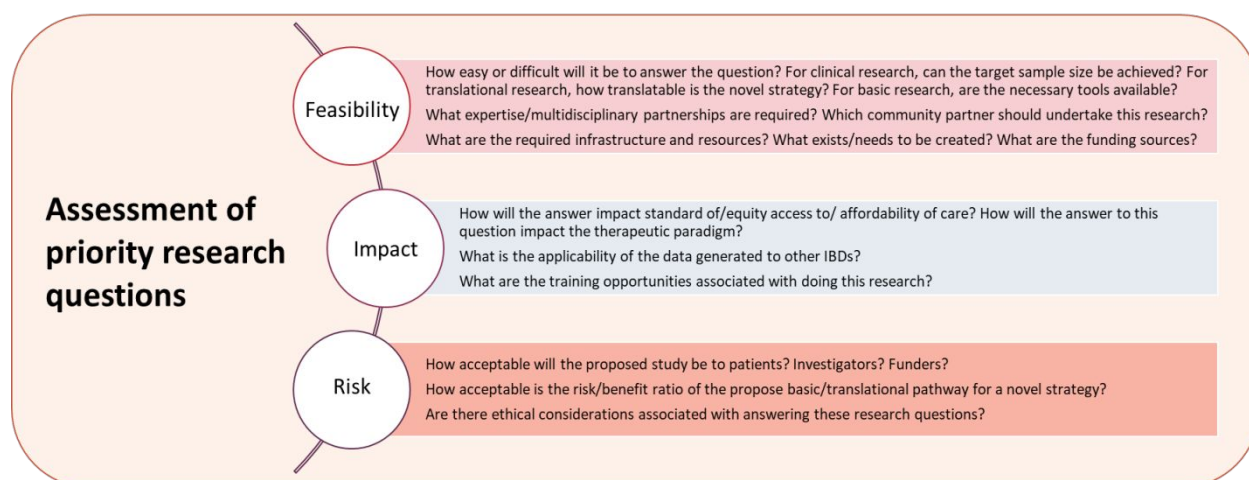 Assessment of
priority research
questions
Feasibility
How easy or difficult will it be to answer the question? For clinical research, can the target sample size be achieved? For
translational research, how translatable is the novel strategy? For basic research, are the necessary tools available?
What expertise/multidisciplinary partnerships are required? Which community partner should undertake this research?
What are the required infrastructure and resources? What exists/needs to be created? What are the funding sources?
Impact
How will the answer impact standard of/equity access to/ affordability of care? How will the answer to this
question impact the therapeutic paradigm?
What is the applicability of the data generated to other IBDs?
What are the training opportunities associated with doing this research?
Risk
How acceptable will the proposed study be to patients? Investigators? Funders?
How acceptable is the risk/benefit ratio of the propose basic/translational pathway for a novel strategy?
Are there ethical considerations associated with answering these research questions?